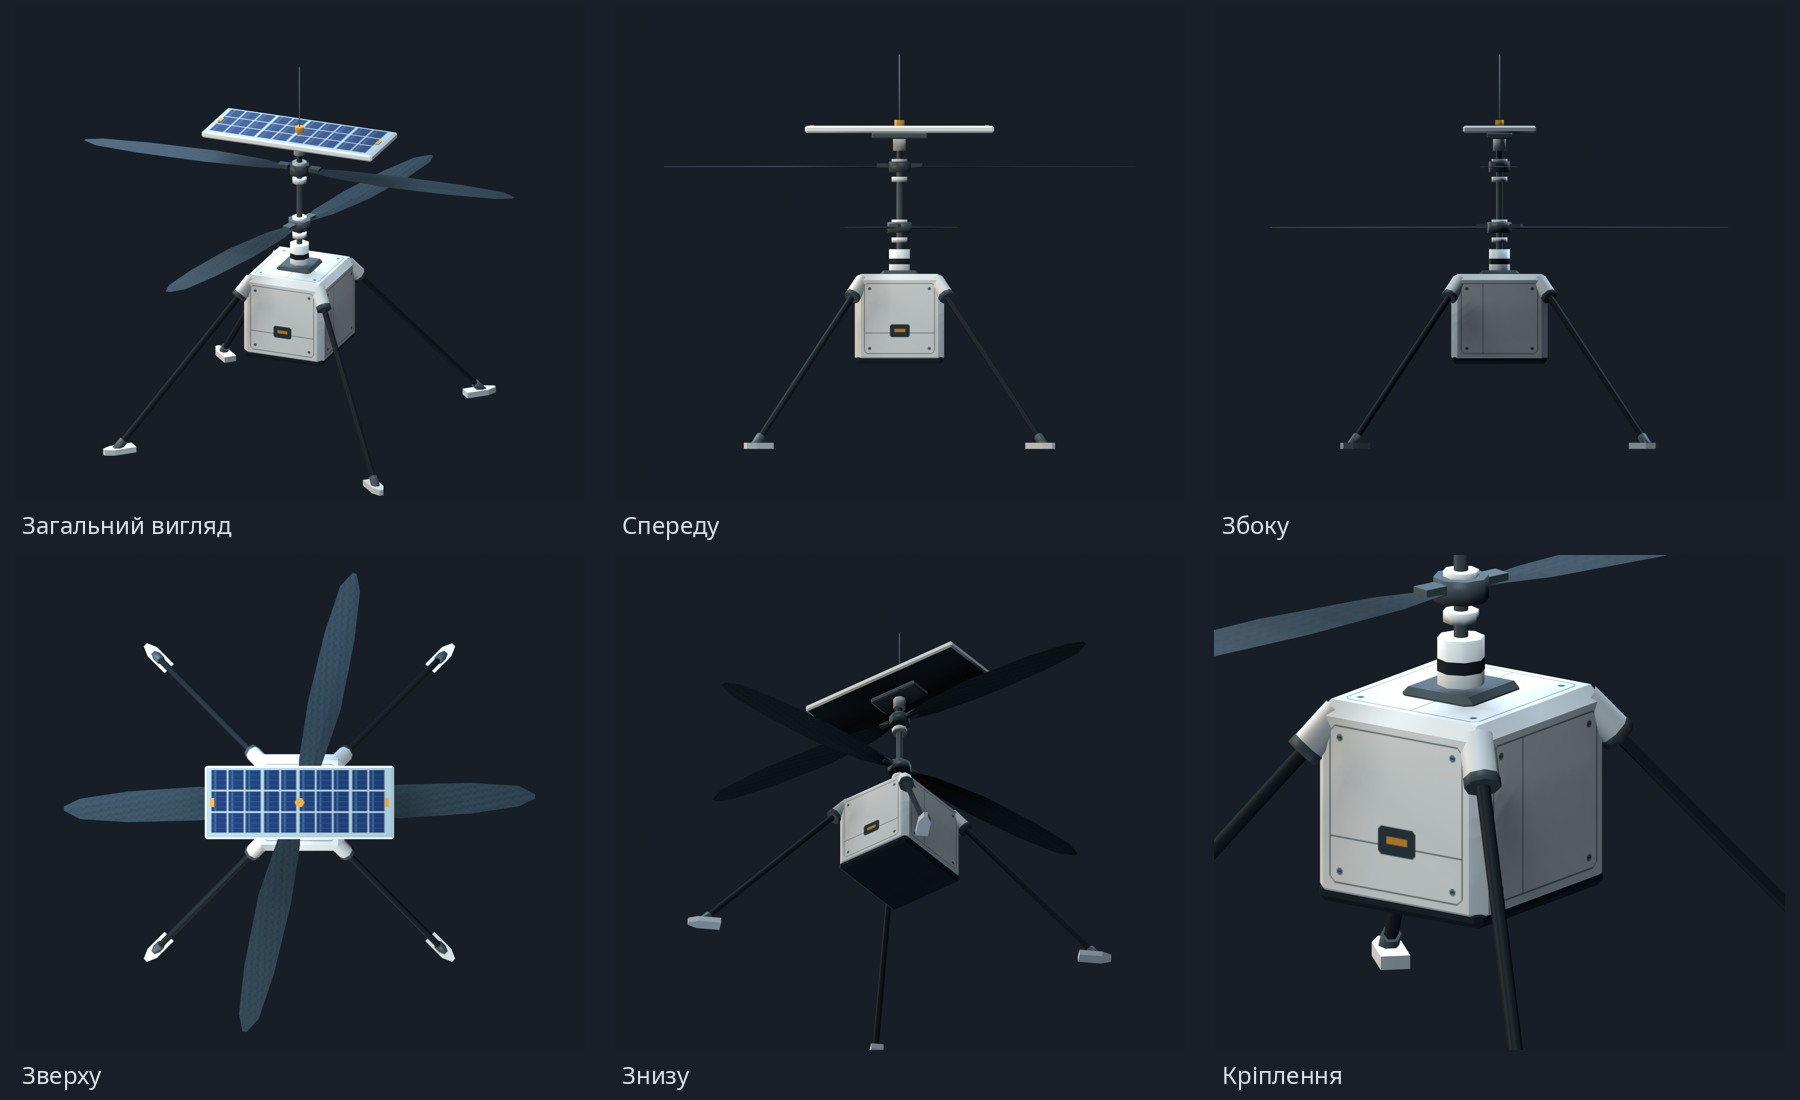 Загальний вигляд
Спереду
Збоку
Зверху
Знизу
Кріплення